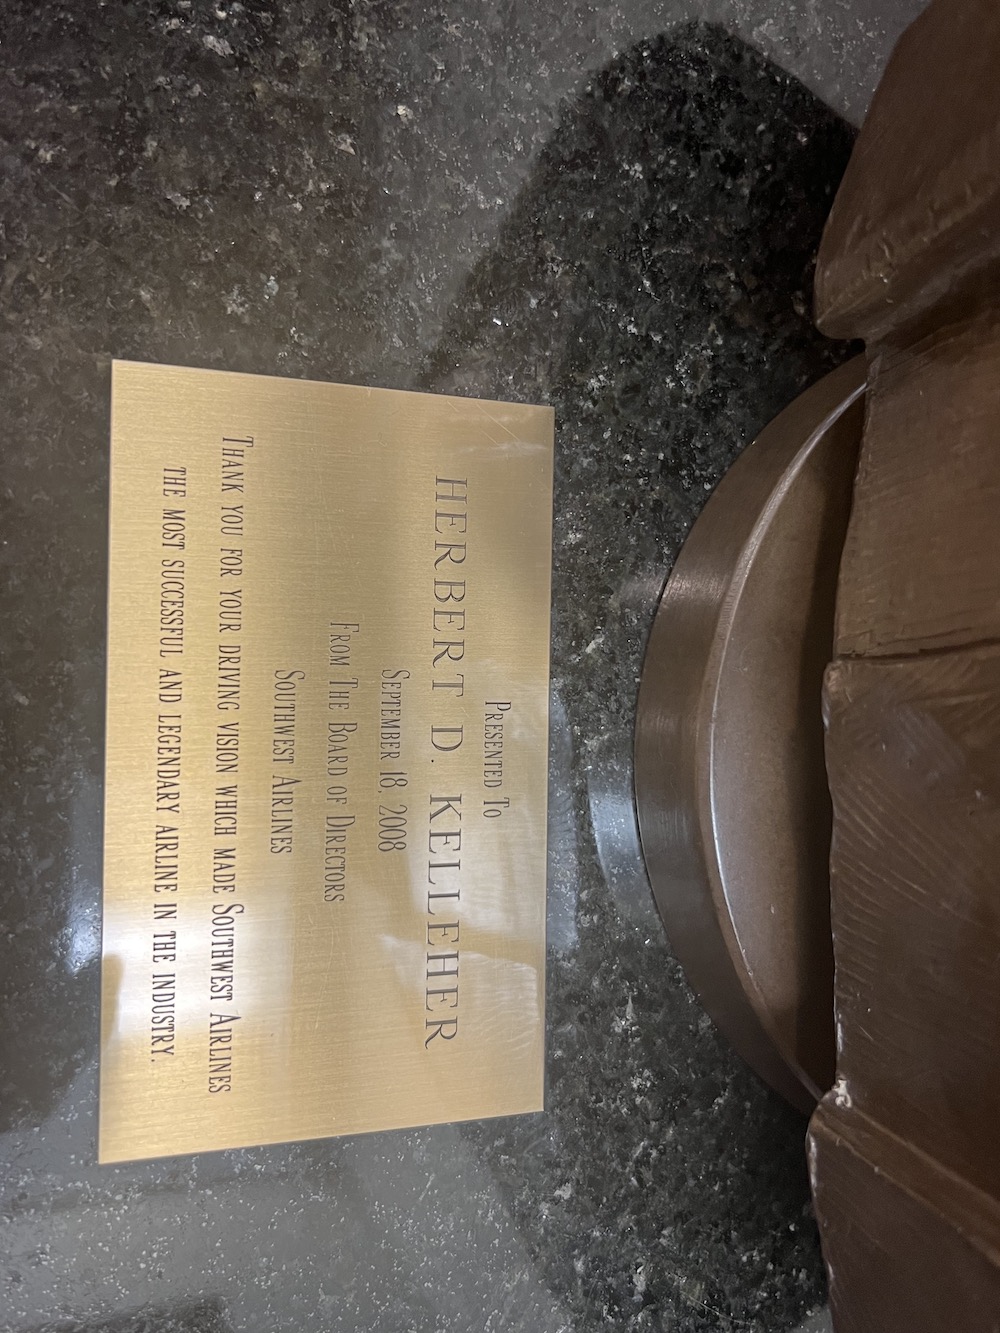 Presented To
HERBERT D. KELLEHER
September 18, 2008
From The Board of Directors
Southwest Airlines
Thank you for your driving vision which made Southwest Airlines
the most successful and legendary airline in the industry.